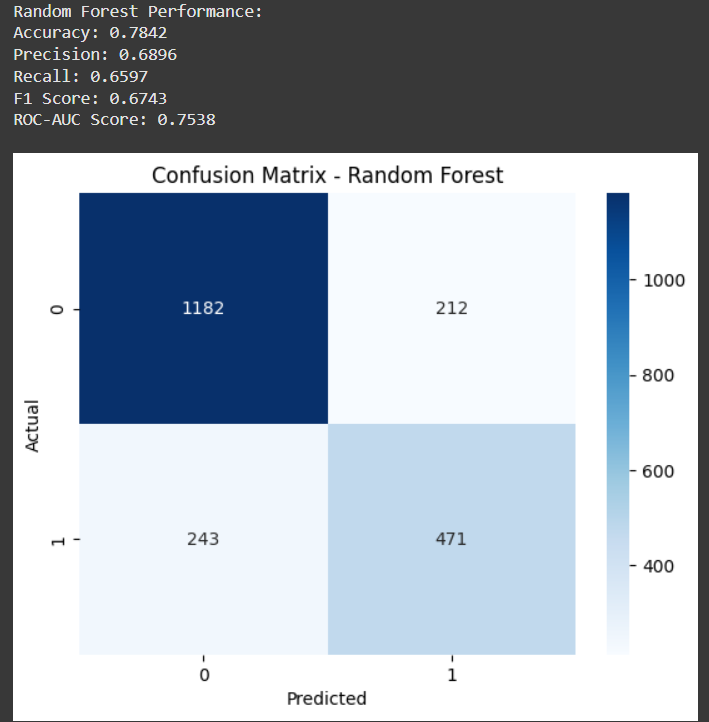 Random Forest Performance:
Accuracy: 0.7842
Precision: 0.6896
Recall: 0.6597
F1 Score: 0.6743
ROC-AUC Score: 0.7538
Confusion Matrix - Random Forest
Actual
0
1182
212
1
243
471
0
1
Predicted
1000
800
600
400